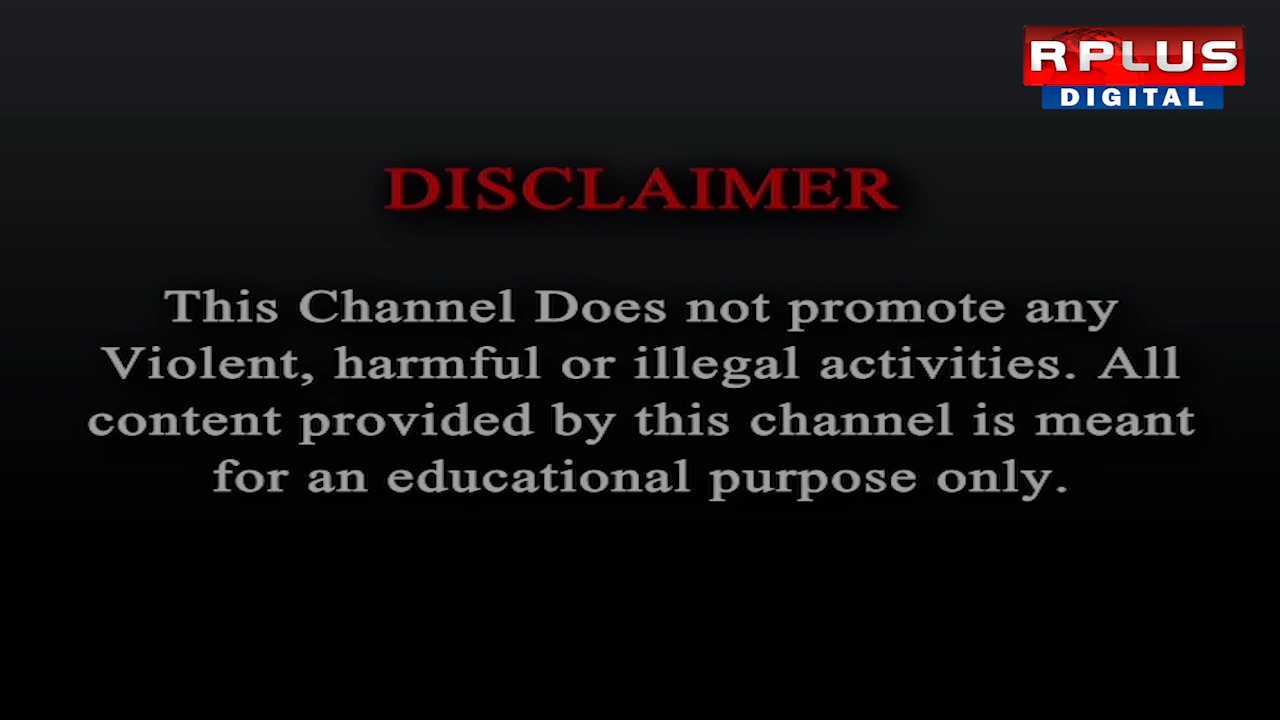 RPLUS
DIGITAL
DISCLAIMER
This Channel Does not promote any
Violent, harmful or illegal activities. All
content provided by this channel is meant
for an educational purpose only.